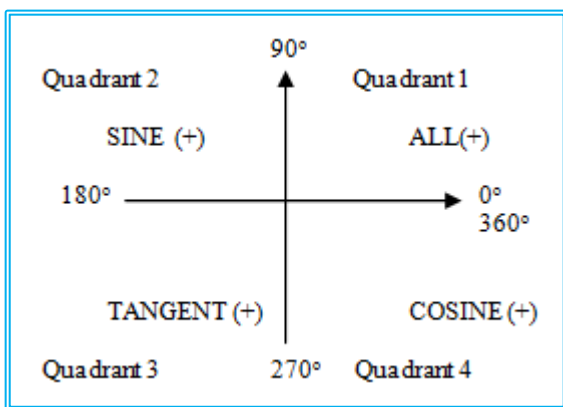 90°
Quadrant 2 Quadrant 1
SINE (+) ALL(+)
180° 0°
360°
TANGENT (+) COSINE (+)
Quadrant 3 270° Quadrant 4